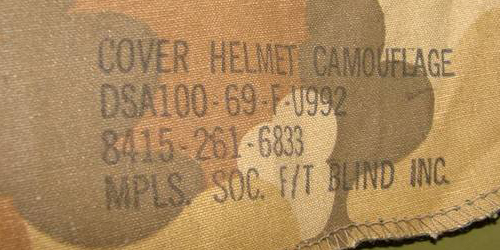 COVER HELMET CAMOUFLAGE
DSA100-69-F-U992
8415-261-6833
MPLS. SOC. F/T BLIND INC.